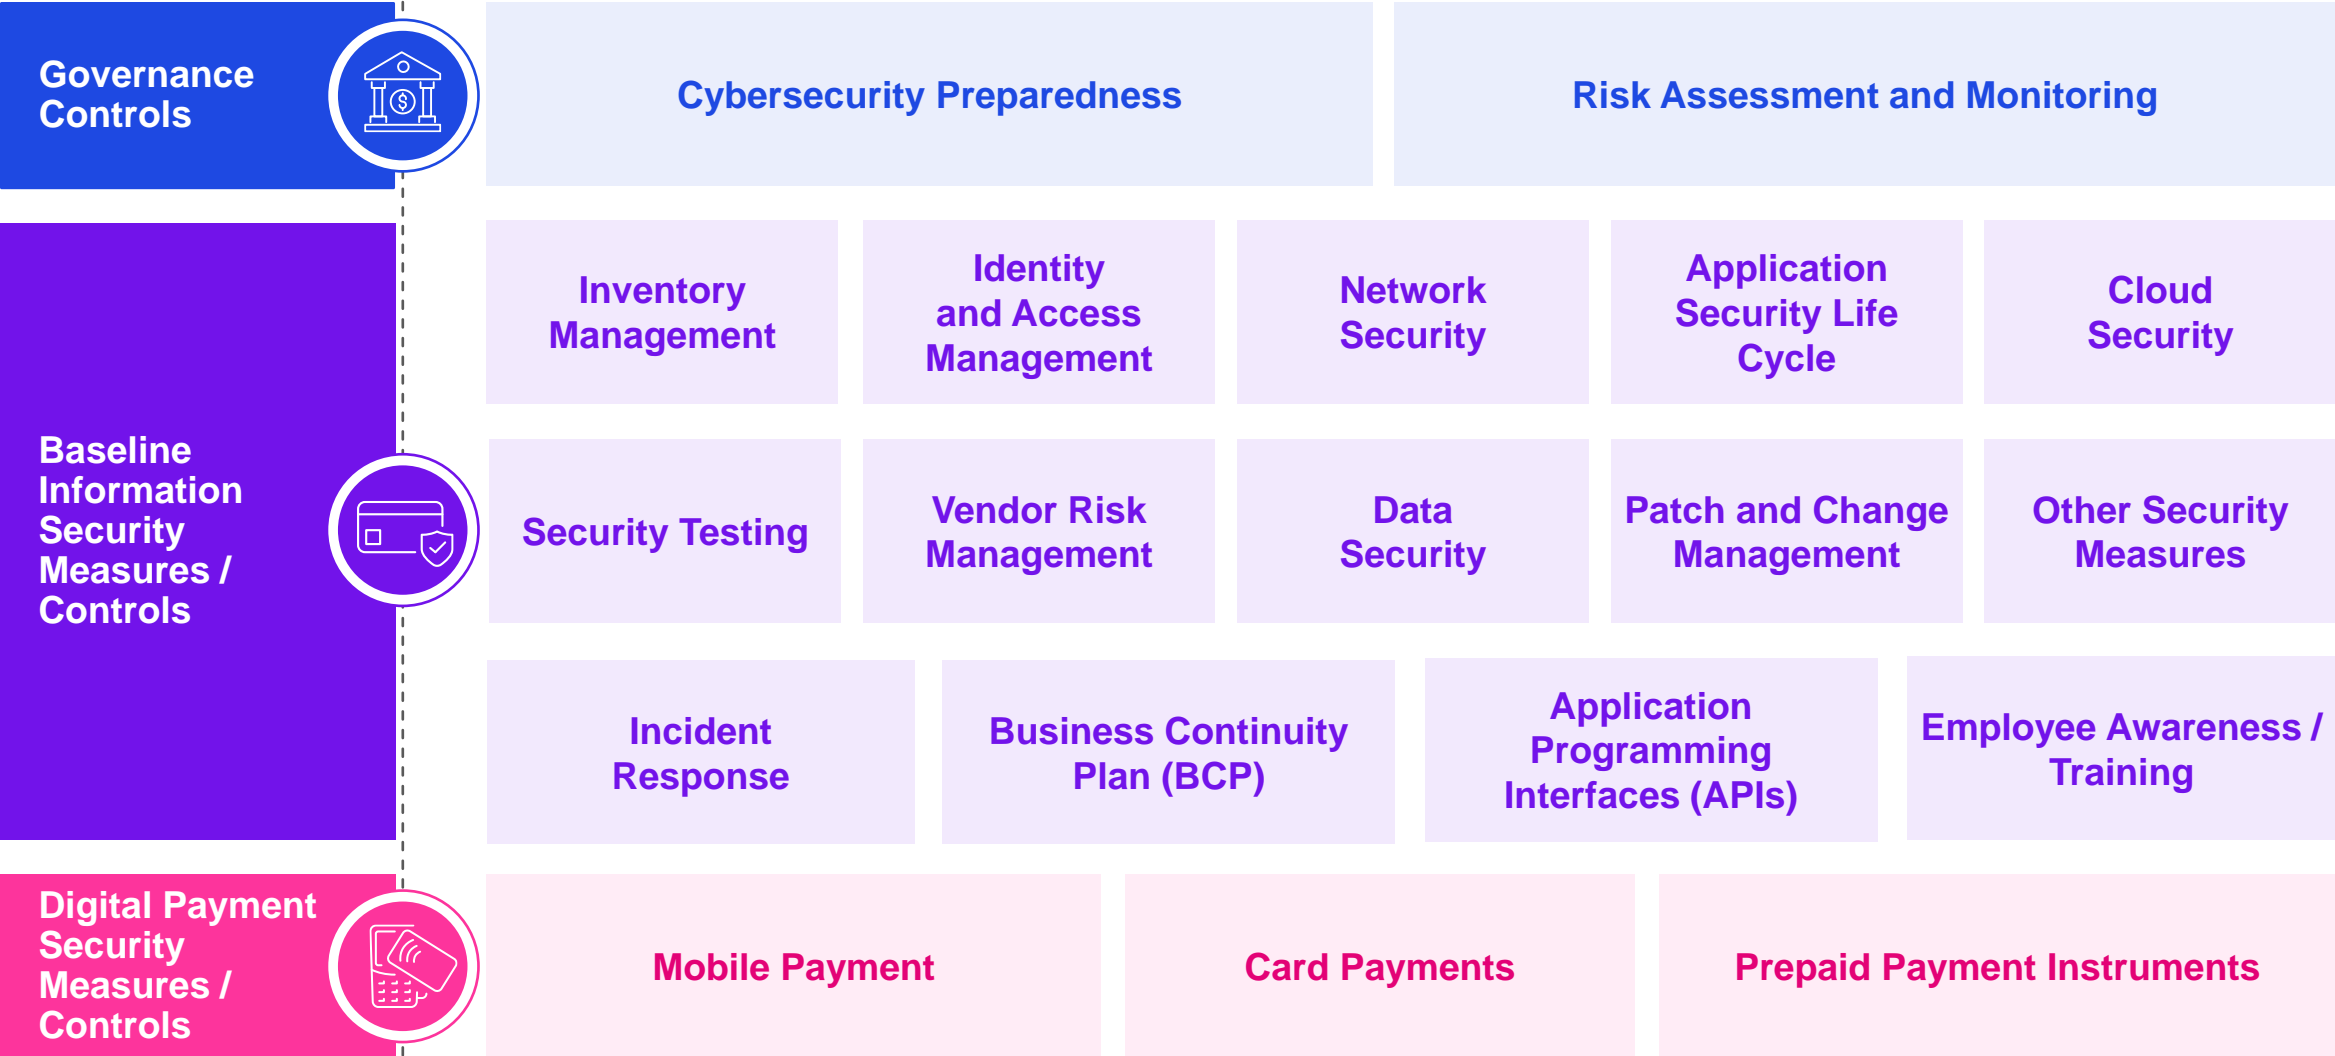 Governance
Controls
Cybersecurity Preparedness
Risk Assessment and Monitoring
Baseline
Information
Security
Measures /
Controls
Inventory
Management
Identity
and Access
Management
Network
Security
Application
Security Life
Cycle
Cloud
Security
Security Testing
Vendor Risk
Management
Data
Security
Patch and Change
Management
Other Security
Measures
Incident
Response
Business Continuity
Plan (BCP)
Application
Programming
Interfaces (APIs)
Employee Awareness /
Training
Digital Payment
Security
Measures /
Controls
Mobile Payment
Card Payments
Prepaid Payment Instruments